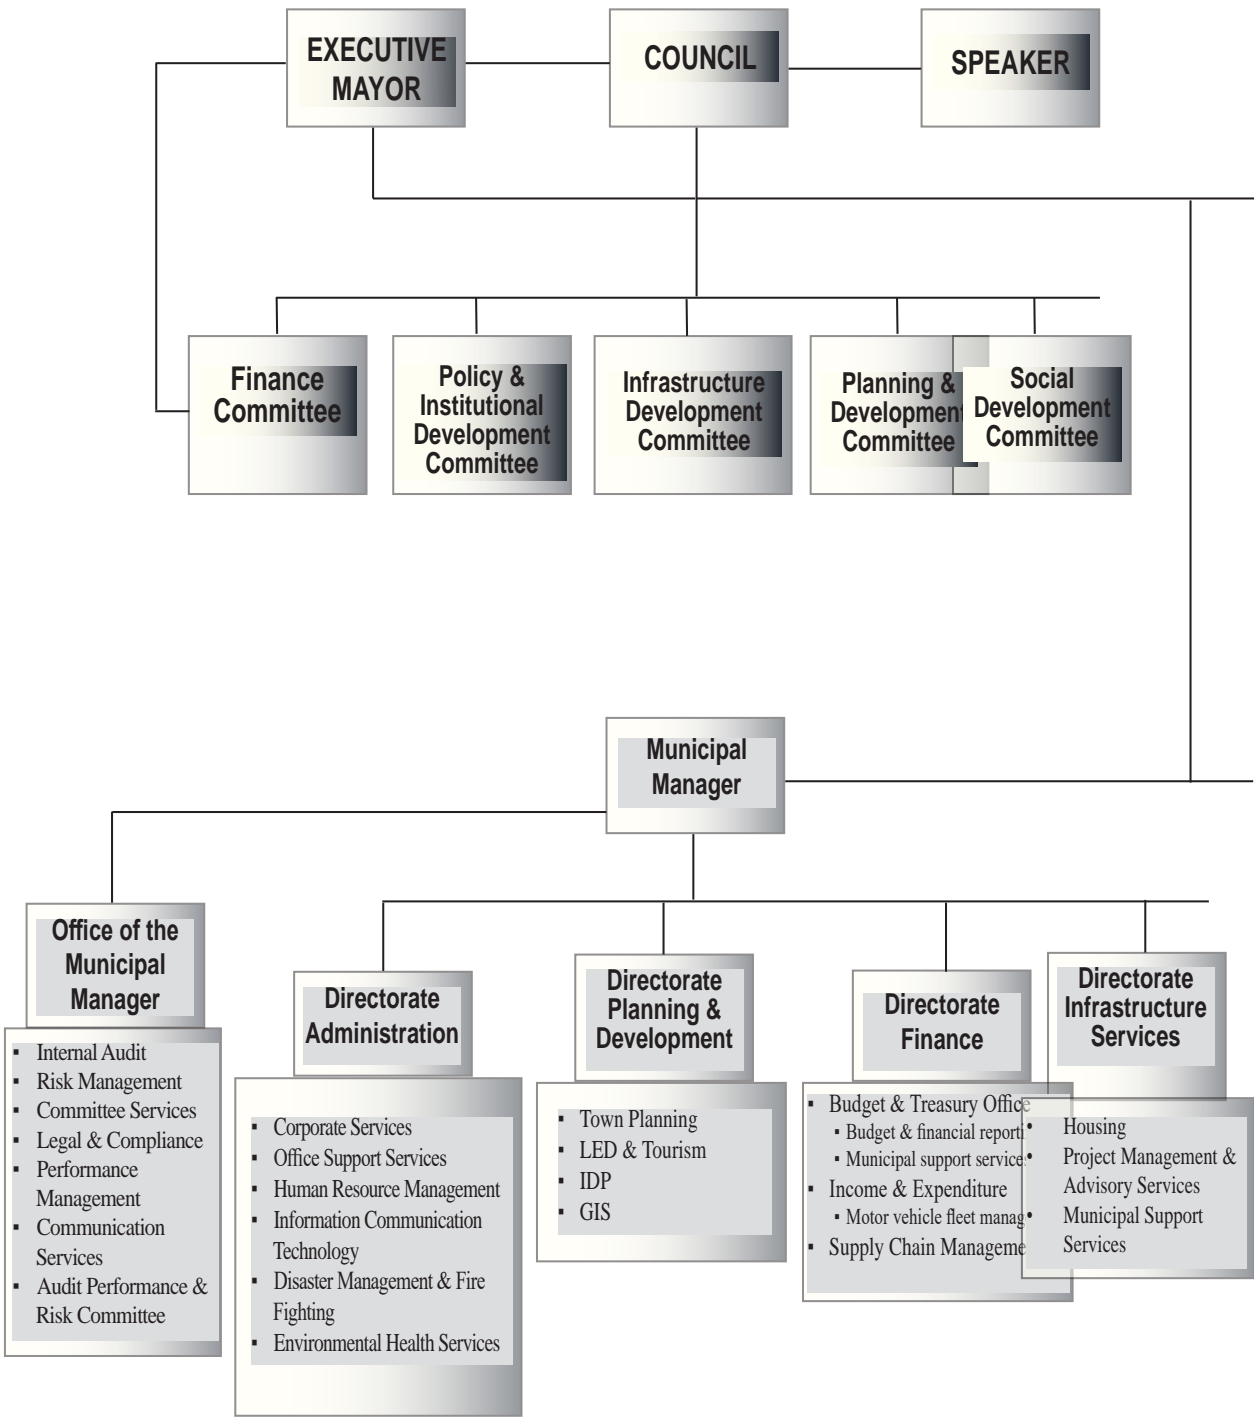 EXECUTIVE
MAYOR
COUNCIL
SPEAKER
Finance
Committee
Policy &
Institutional
Development
Committee
Infrastructure
Development
Committee
Planning &
Development
Committee
Social
Development
Committee
Municipal
Manager
Office of the
Municipal
Manager
▪ Internal Audit
▪ Risk Management
▪ Committee Services
▪ Legal & Compliance
▪ Performance
Management
▪ Communication
Services
▪ Audit Performance &
Risk Committee
Directorate
Administration
▪ Corporate Services
▪ Office Support Services
▪ Human Resource Management
▪ Information Communication
Technology
▪ Disaster Management & Fire
Fighting
▪ Environmental Health Services
Directorate
Planning &
Development
▪ Town Planning
▪ LED & Tourism
▪ IDP
▪ GIS
Directorate
Finance
▪ Budget & Treasury Office
▪ Budget & financial reporti
▪ Municipal support services
▪ Income & Expenditure
▪ Motor vehicle fleet manag
▪ Supply Chain Manageme
Directorate
Infrastructure
Services
• Housing
• Project Management &
Advisory Services
• Municipal Support
Services